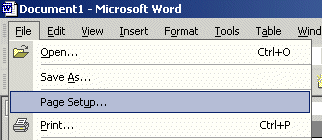 Document1 - Microsoft Word
File Edit View Insert Format Tools Table
Open... Ctrl+O
Save As...
Page Setup...
Print... Ctrl+P